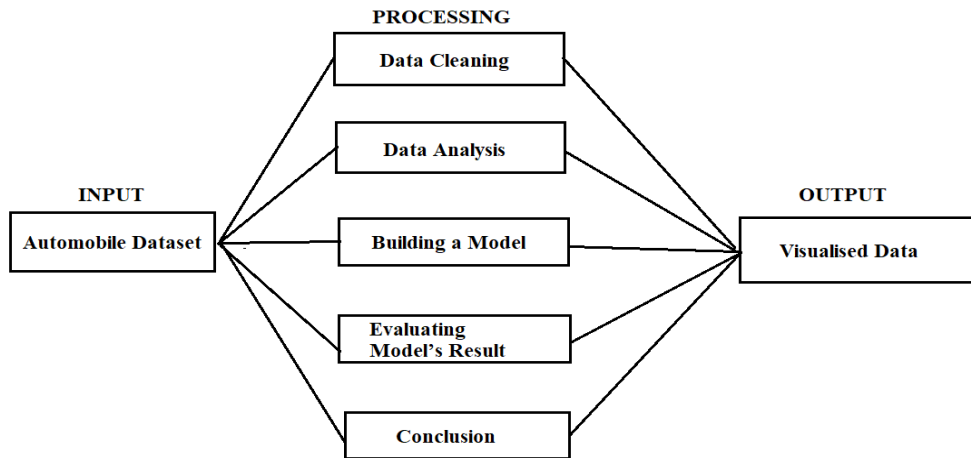 PROCESSING
Data Cleaning
Data Analysis
INPUT
OUTPUT
Automobile Dataset
Building a Model
Visualised Data
Evaluating
Model’s Result
Conclusion